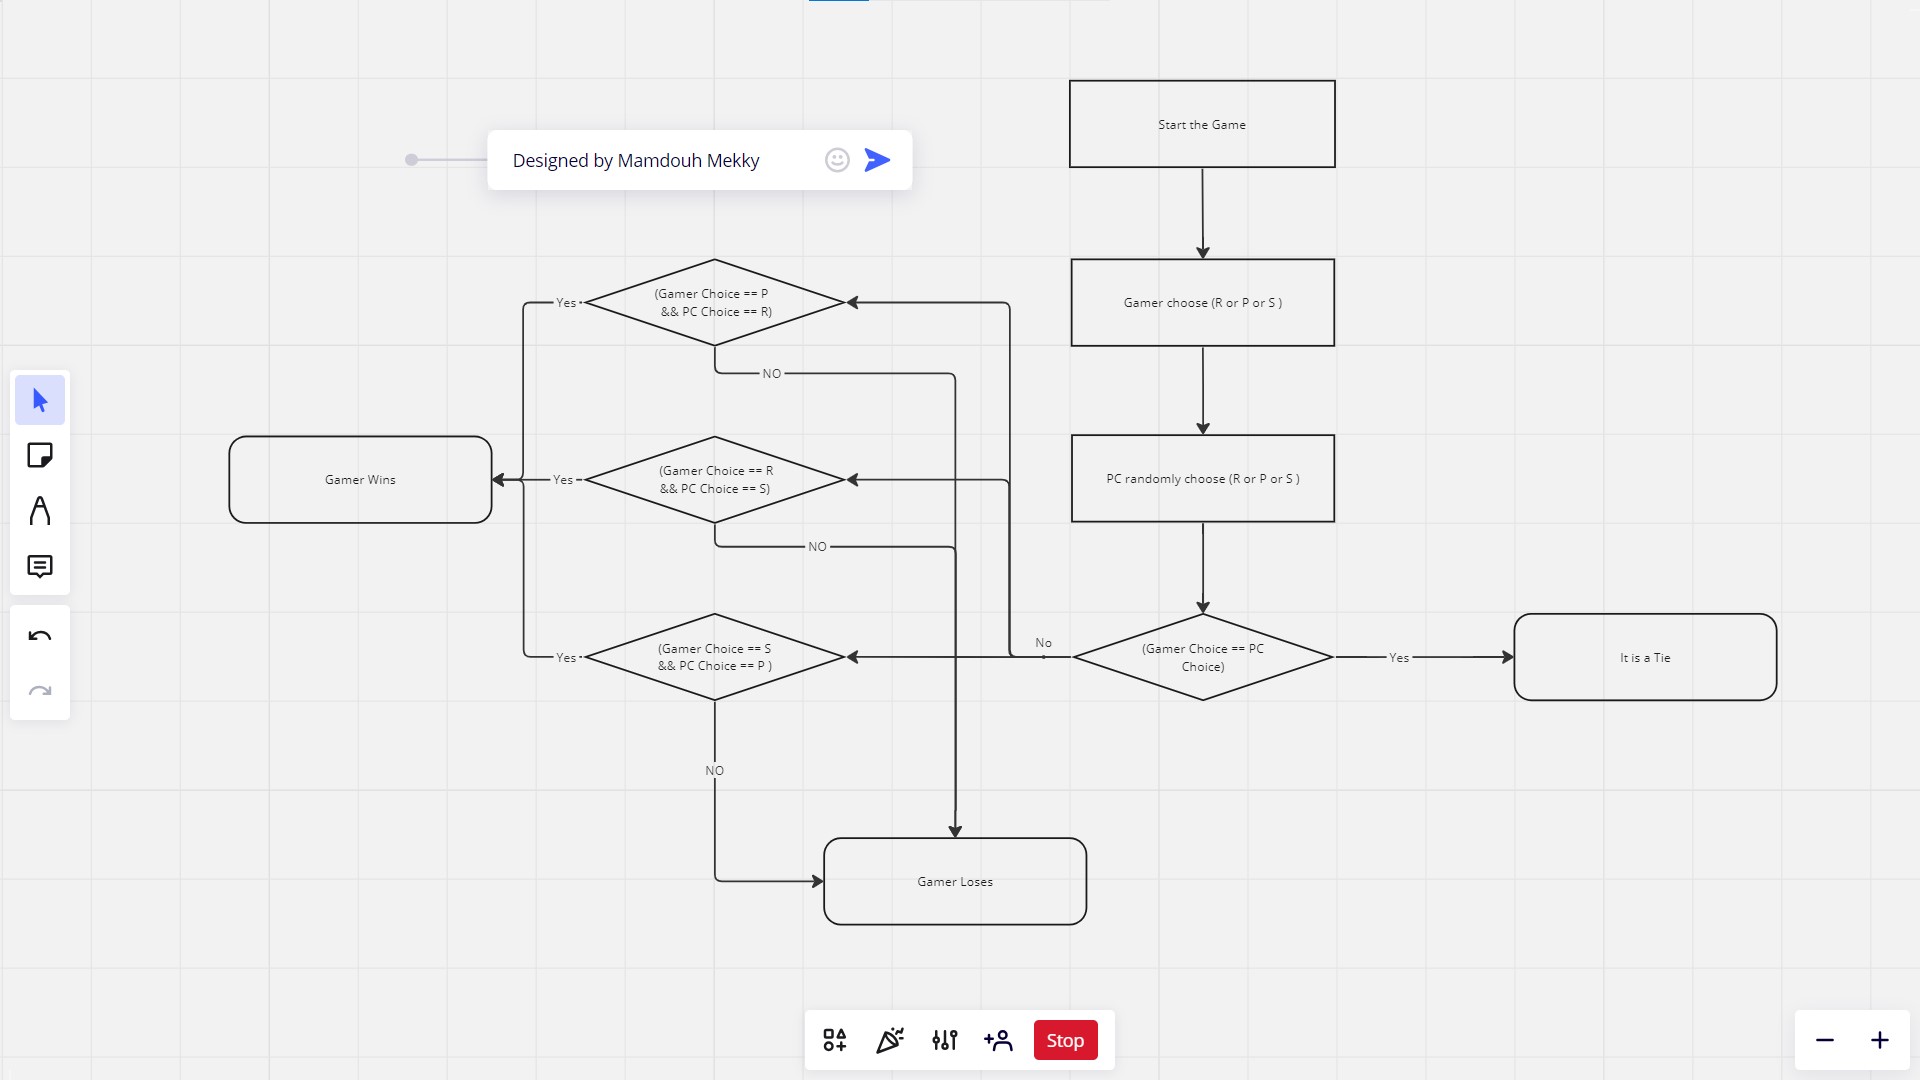 Start the Game
Designed by Mamdouh Mekky
(Gamer Choice == P
&& PC Choice == R)
Yes
Gamer choose (R or P or S )
NO
Gamer Wins
Yes
(Gamer Choice == R
&& PC Choice == S)
PC randomly choose (R or P or S )
NO
No
Yes
(Gamer Choice == S
&& PC Choice == P )
(Gamer Choice == PC
Choice)
Yes
It is a Tie
NO
Gamer Loses
Stop